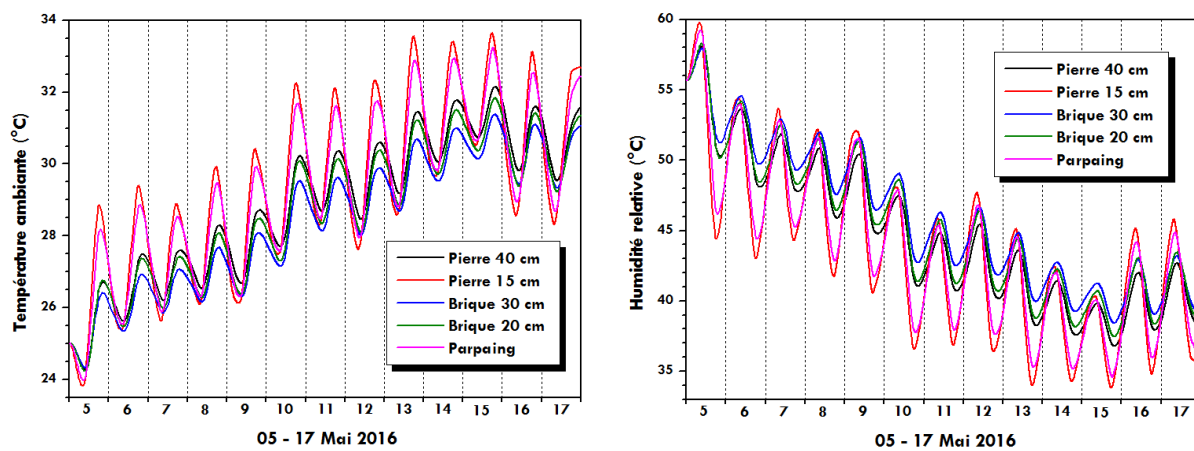 Température ambiante (°C)
34
32
30
28
26
24
Pierre 40 cm
Pierre 15 cm
Brique 30 cm
Brique 20 cm
Parpaing
5 6 7 8 9 10 11 12 13 14 15 16 17
05 - 17 Mai 2016
Humidité relative (°C)
60
55
50
45
40
35
Pierre 40 cm
Pierre 15 cm
Brique 30 cm
Brique 20 cm
Parpaing
5 6 7 8 9 10 11 12 13 14 15 16 17
05 - 17 Mai 2016